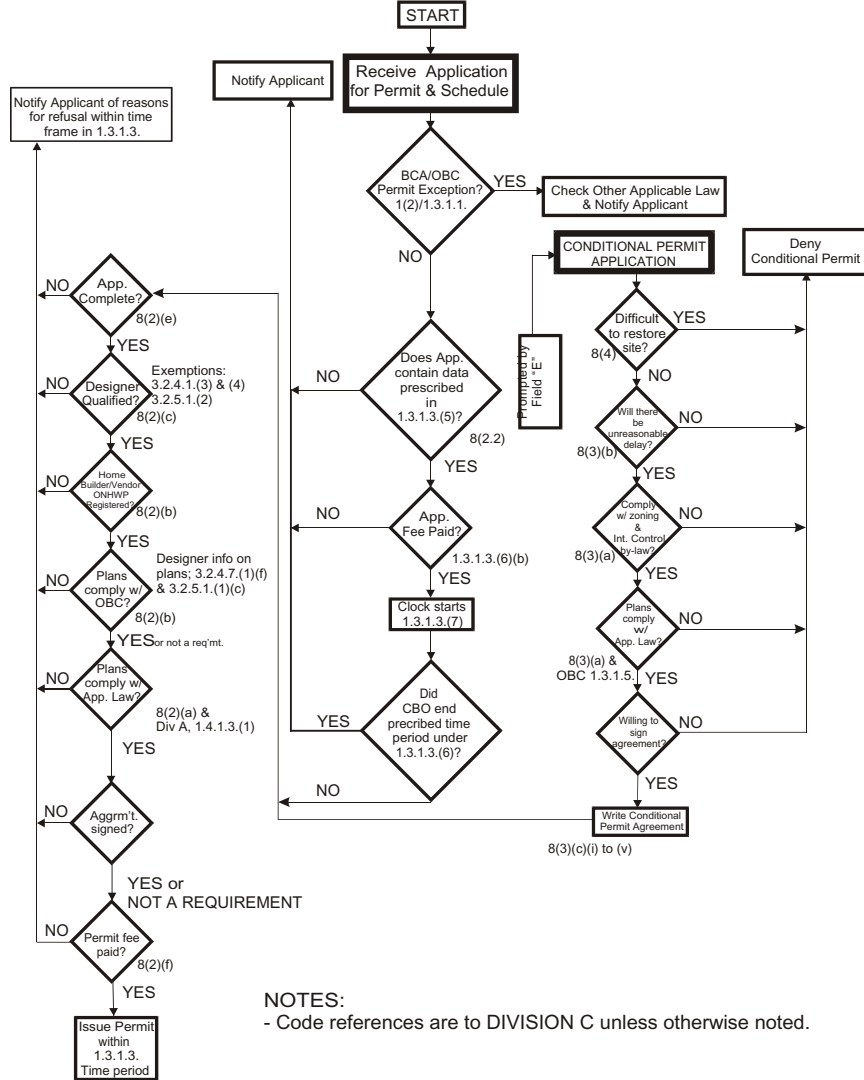 START
Receive Application
for Permit & Schedule
Notify Applicant
Notify Applicant of reasons
for refusal within time
frame in 1.3.1.3.
BCA/OBC
Permit Exception?
1(2)/1.3.1.1.
YES
Check Other Applicable Law
& Notify Applicant
NO
CONDITIONAL PERMIT
APPLICATION
Deny
Conditional Permit
Prompted by
Field "E"
Does App.
contain data
prescribed
in
1.3.1.3.(5)?
NO
8(2.2)
YES
App.
Fee Paid?
NO
1.3.1.3.(6)(b)
YES
Clock starts
1.3.1.3.(7)
Did
CBO end
precribed time
period under
1.3.1.3.(6)?
YES
NO
Difficult
to restore
site?
YES
8(4)
NO
Will there
be
unreasonable
delay?
NO
8(3)(b)
YES
Comply
w/ zoning
&
Int. Control
by-law?
NO
8(3)(a)
YES
Plans
comply
w/
App. Law?
NO
8(3)(a) &
OBC 1.3.1.5.
YES
Willing to
sign
agreement?
NO
YES
Write Conditional
Permit Agreement
8(3)(c)(i) to (v)
App.
Complete?
NO
8(2)(e)
YES
Designer
Qualified?
NO
Exemptions:
3.2.4.1.(3) & (4)
3.2.5.1.(2)
8(2)(c)
YES
Home
Builder/Vendor
ONHWP
Registered?
NO
8(2)(b)
YES
Plans
comply w/
OBC?
NO
Designer info on
plans; 3.2.4.7.(1)(f)
& 3.2.5.1.(1)(c)
8(2)(b)
YES or not a req'mt.
Plans
comply w/
App. Law?
NO
8(2)(a) &
Div A, 1.4.1.3.(1)
YES
Aggrm't.
signed?
NO
YES or
NOT A REQUIREMENT
Permit fee
paid?
NO
8(2)(f)
YES
Issue Permit
within
1.3.1.3.
Time period
NOTES:
- Code references are to DIVISION C unless otherwise noted.